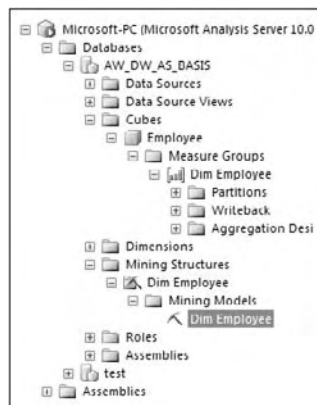 Microsoft-PC (Microsoft Analysis Server 10.0
Databases
AW_DW_AS_BASIS
Data Sources
Data Source Views
Cubes
Employee
Measure Groups
Dim Employee
Partitions
Writeback
Aggregation Desi
Dimensions
Mining Structures
Dim Employee
Mining Models
Dim Employee
Roles
Assemblies
test
Assemblies